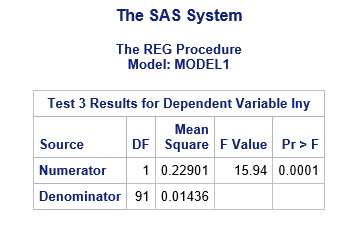 The SAS System
The REG Procedure
Model: MODEL1
Test 3 Results for Dependent Variable lny
Source DF Mean Square F Value Pr > F
Numerator 1 0.22901 15.94 0.0001
Denominator 91 0.01436